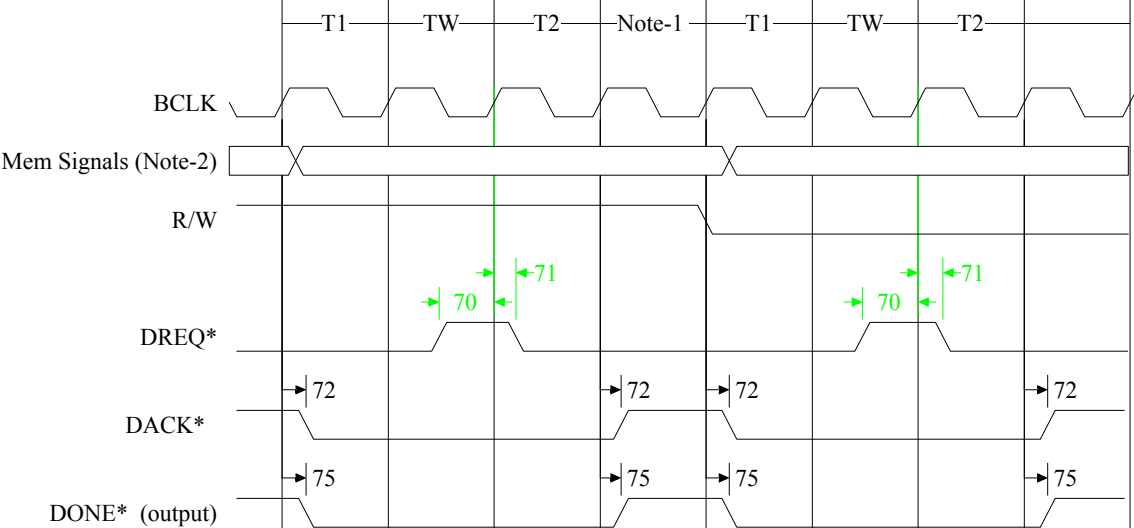 T1 TW T2 Note-1 T1 TW T2
BCLK
Mem Signals (Note-2)
R/W
71 71
70 70
DREQ*
72 72 72 72
DACK*
75 75 75 75
DONE* (output)